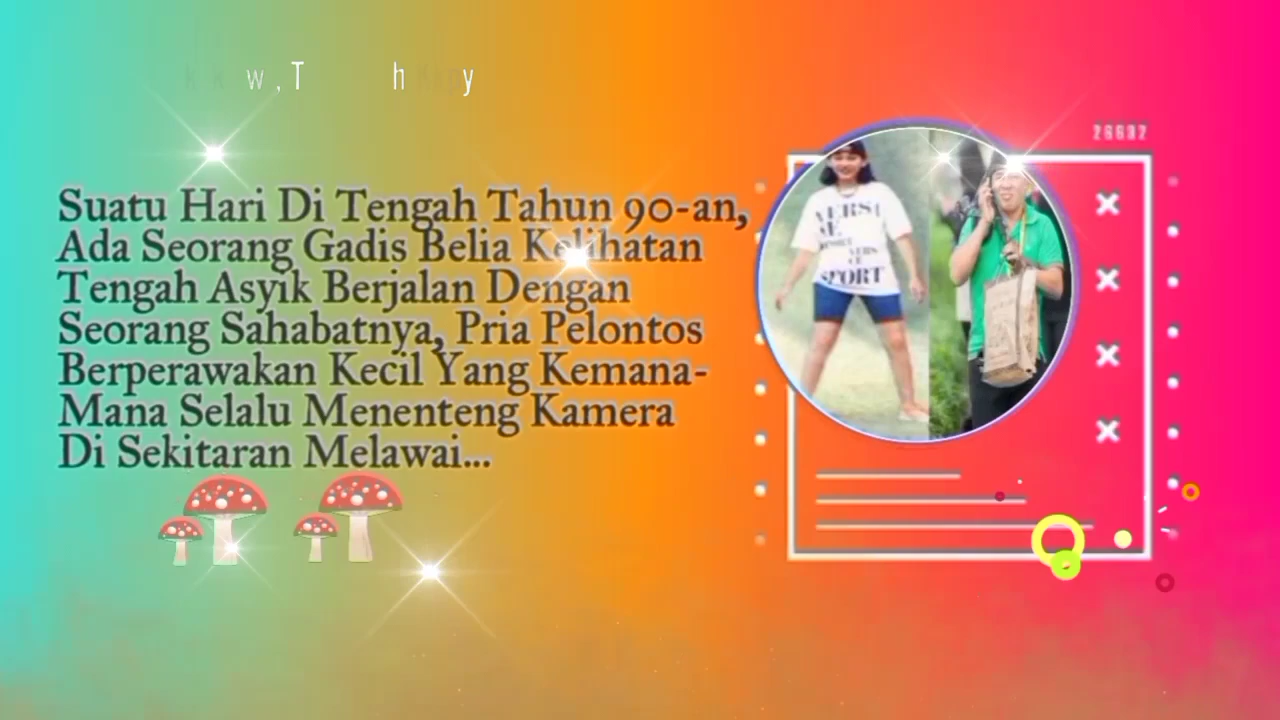 w,T h y
Suatu Hari Di Tengah Tahun 90-an,
Ada Seorang Gadis Belia Kelihatan
Tengah Asyik Berjalan Dengan
Seorang Sahabatnya, Pria Pelontos
Berperawakan Kecil Yang Kemana-
Mana Selalu Menenteng Kamera
Di Sekitaran Melawai...
SPORT